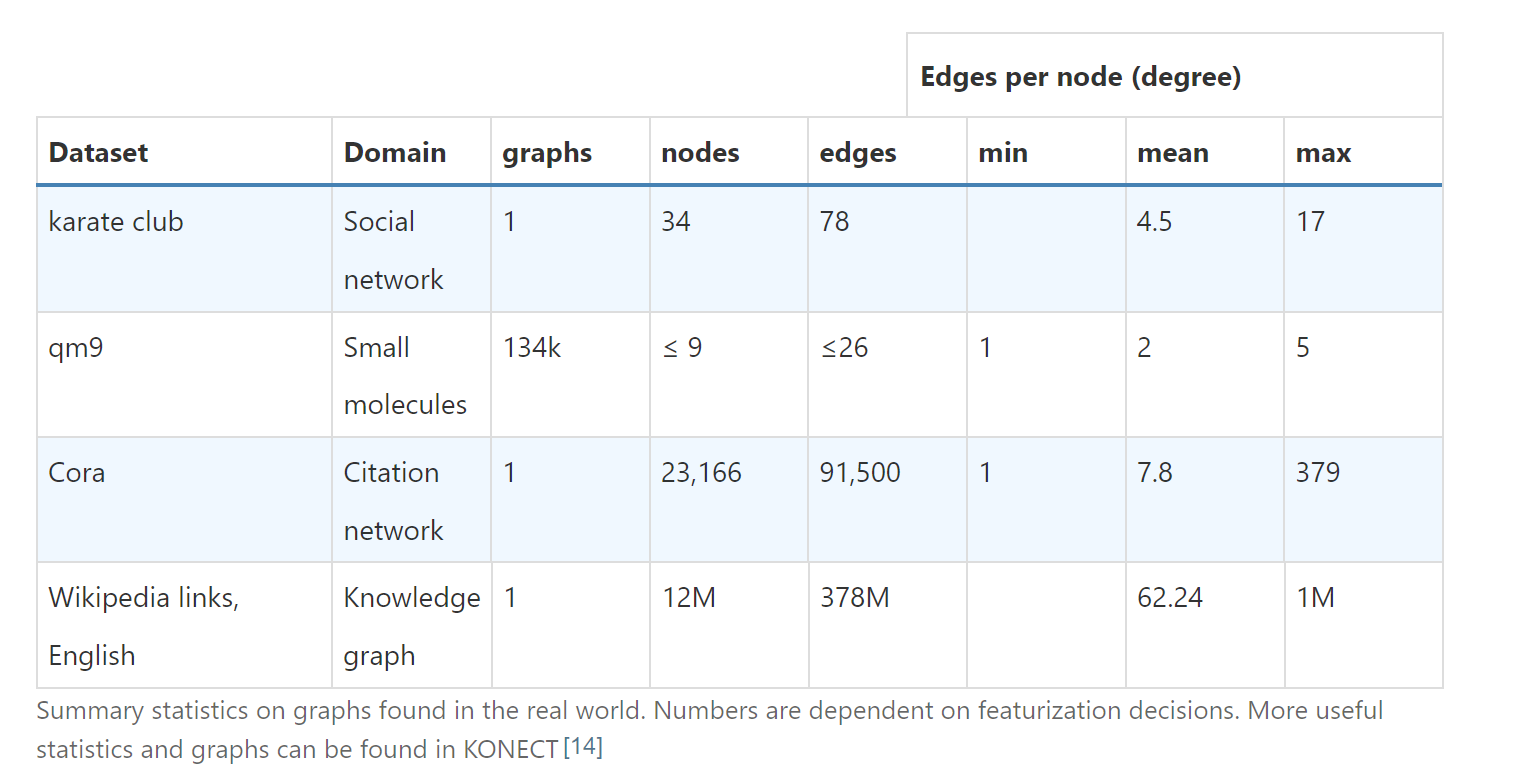 Edges per node (degree)
Dataset Domain graphs nodes edges min mean max
karate club Social 1 34 78 4.5 17
network
qm9 Small 134k ≤ 9 ≤26 1 2 5
molecules
Cora Citation 1 23,166 91,500 1 7.8 379
network
Wikipedia links, Knowledge 1 12M 378M 62.24 1M
English graph
Summary statistics on graphs found in the real world. Numbers are dependent on featurization decisions. More useful
statistics and graphs can be found in KONECT[14]